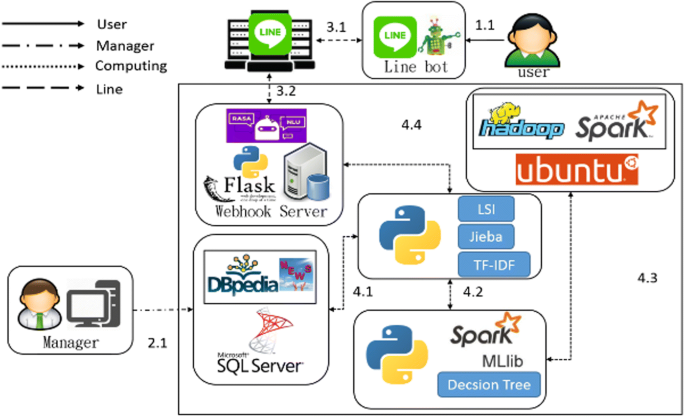 User
Manager
Computing
Line
LINE
3.1
LINE
Line bot
1.1
user
3.2
RASA
NLU
Flask
Webhook Server
4.4
hadoop
APACHE
Spark
ubuntu
LSI
Jieba
TF-IDF
DBpedia
NEWS
4.1
4.2
4.3
Microsoft
SQL Server
Manager
2.1
Spark
MLlib
Decsion Tree